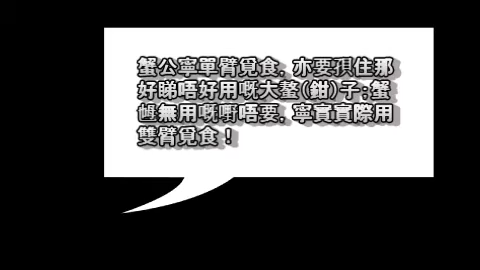 蟹公寧單臂覓食，亦要孭住那
好睇唔好用嘅大螯（鉗）子；蟹
乸無用嘅嘢唔要，寧實實際用
雙臂覓食！